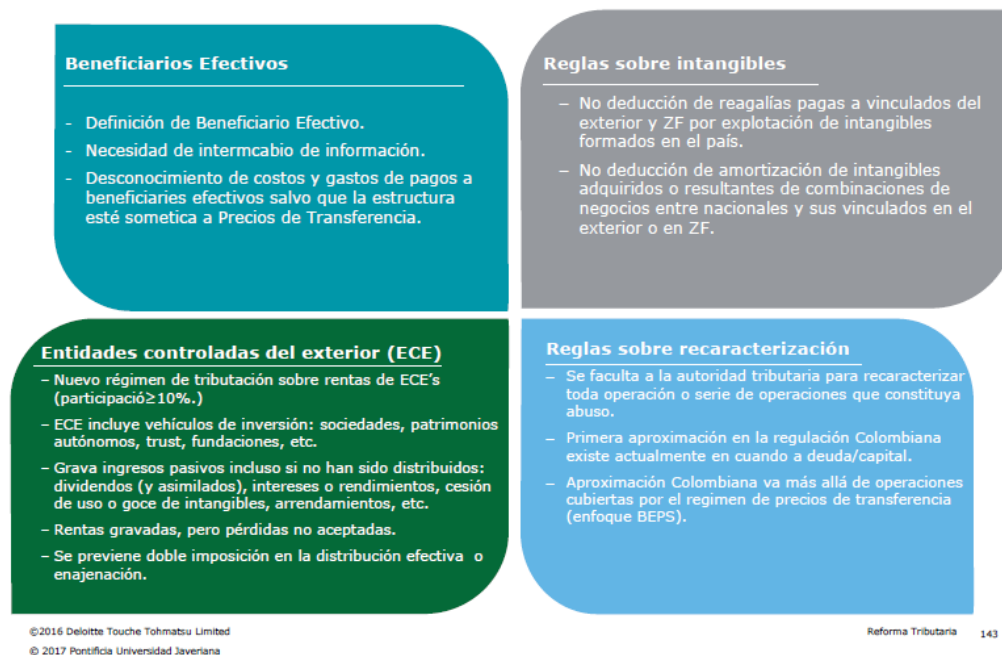 Beneficiarios Efectivos
- Definición de Beneficiario Efectivo.
- Necesidad de intermcabio de información.
- Desconocimiento de costos y gastos de pagos a
beneficiaries efectivos salvo que la estructura
esté sometica a Precios de Transferencia.
Reglas sobre intangibles
– No deducción de reagalías pagas a vinculados del
exterior y ZF por explotación de intangibles
formados en el país.
– No deducción de amortización de intangibles
adquiridos o resultantes de combinaciones de
negocios entre nacionales y sus vinculados en el
exterior o en ZF.
Entidades controladas del exterior (ECE)
– Nuevo régimen de tributación sobre rentas de ECE's
(participació≥10%.)
– ECE incluye vehículos de inversión: sociedades, patrimonios
autónomos, trust, fundaciones, etc.
– Grava ingresos pasivos incluso si no han sido distribuidos:
dividendos (y asimilados), intereses o rendimientos, cesión
de uso o goce de intangibles, arrendamientos, etc.
– Rentas gravadas, pero pérdidas no aceptadas.
– Se previene doble imposición en la distribución efectiva o
enajenación.
Reglas sobre recaracterización
– Se faculta a la autoridad tributaria para recaracterizar
toda operación o serie de operaciones que constituya
abuso.
– Primera aproximación en la regulación Colombiana
existe actualmente en cuando a deuda/capital.
– Aproximación Colombiana va más allá de operaciones
cubiertas por el regimen de precios de transferencia
(enfoque BEPS).
©2016 Deloitte Touche Tohmatsu Limited
© 2017 Pontificia Universidad Javeriana
Reforma Tributaria 143